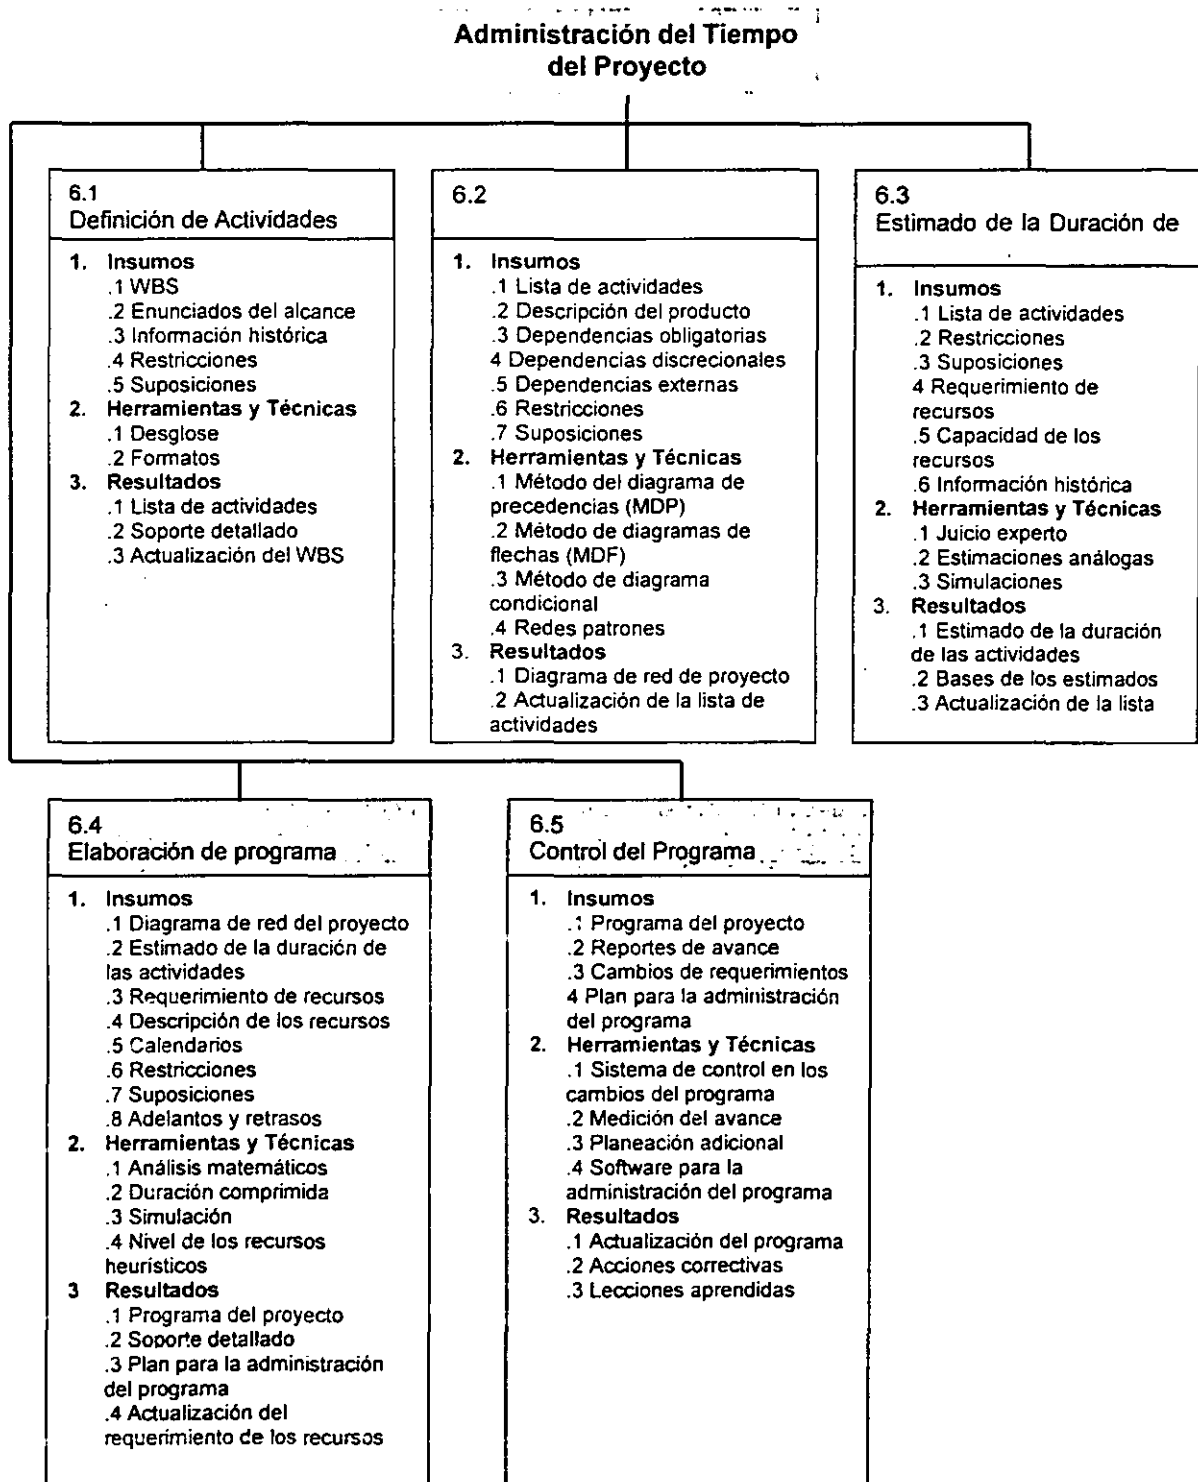 Administración del Tiempo
del Proyecto
6.1
Definición de Actividades
1. Insumos
.1 WBS
.2 Enunciados del alcance
.3 Información histórica
.4 Restricciones
.5 Suposiciones
2. Herramientas y Técnicas
.1 Desglose
.2 Formatos
3. Resultados
.1 Lista de actividades
.2 Soporte detallado
.3 Actualización del WBS
6.2
1. Insumos
.1 Lista de actividades
.2 Descripción del producto
.3 Dependencias obligatorias
4 Dependencias discrecionales
.5 Dependencias externas
.6 Restricciones
.7 Suposiciones
2. Herramientas y Técnicas
.1 Método del diagrama de
precedencias (MDP)
.2 Método de diagramas de
flechas (MDF)
.3 Método de diagrama
condicional
.4 Redes patrones
3. Resultados
.1 Diagrama de red de proyecto
.2 Actualización de la lista de
actividades
6.3
Estimado de la Duración de
1. Insumos
.1 Lista de actividades
.2 Restricciones
.3 Suposiciones
4 Requerimiento de
recursos
.5 Capacidad de los
recursos
.6 Información histórica
2. Herramientas y Técnicas
.1 Juicio experto
.2 Estimaciones análogas
.3 Simulaciones
3. Resultados
.1 Estimado de la duración
de las actividades
.2 Bases de los estimados
.3 Actualización de la lista
6.4
Elaboración de programa
1. Insumos
.1 Diagrama de red del proyecto
.2 Estimado de la duración de
las actividades
.3 Requerimiento de recursos
.4 Descripción de los recursos
.5 Calendarios
.6 Restricciones
.7 Suposiciones
.8 Adelantos y retrasos
2. Herramientas y Técnicas
.1 Análisis matemáticos
.2 Duración comprimida
.3 Simulación
.4 Nivel de los recursos
heurísticos
3 Resultados
.1 Programa del proyecto
.2 Soporte detallado
.3 Plan para la administración
del programa
.4 Actualización del
requerimiento de los recursos
6.5
Control del Programa
1. Insumos
.1 Programa del proyecto
.2 Reportes de avance
.3 Cambios de requerimientos
4 Plan para la administración
del programa
2. Herramientas y Técnicas
.1 Sistema de control en los
cambios del programa
.2 Medición del avance
.3 Planeación adicional
.4 Software para la
administración del programa
3. Resultados
.1 Actualización del programa
.2 Acciones correctivas
.3 Lecciones aprendidas